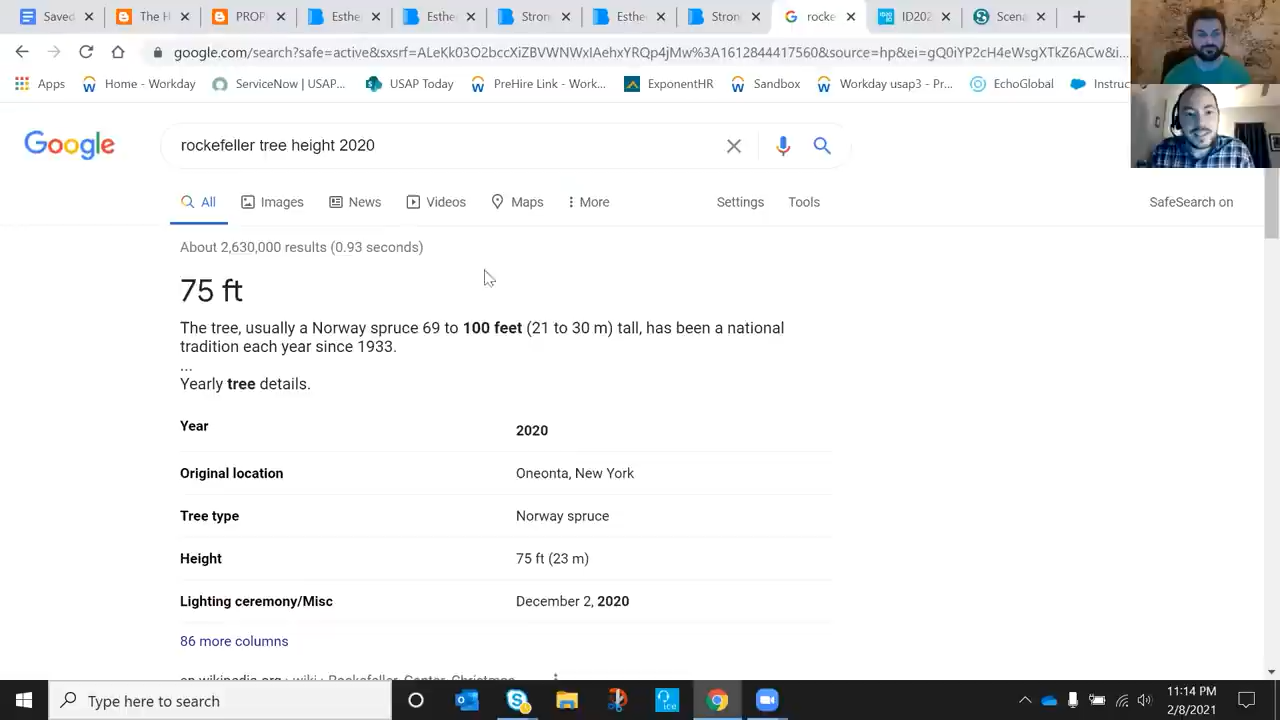 Saved
The H
PROF
Esthe
Esthe
Stron
Esthe
Stron
rocke
ID202
Scena
google.com/search?safe=active&sxsrf=ALeKk03O2bccXiZBVWNWxIAehxYRQp4jMw%3A1612844417560&source=hp&ei=gQ0iYP2cH4eWsgXTkZ6ACw&i...
Apps
Home - Workday
ServiceNow | USAP...
USAP Today
PreHire Link - Work...
ExponentHR
Sandbox
Workday usap3 - Pr...
EchoGlobal
Instruc
Google
rockefeller tree height 2020
All
Images
News
Videos
Maps
More
Settings
Tools
SafeSearch on
About 2,630,000 results (0.93 seconds)
75 ft
The tree, usually a Norway spruce 69 to 100 feet (21 to 30 m) tall, has been a national
tradition each year since 1933.
...
Yearly tree details.
Year 2020
Original location Oneonta, New York
Tree type Norway spruce
Height 75 ft (23 m)
Lighting ceremony/Misc December 2, 2020
86 more columns
en.wikipedia.org › wiki › Rockefeller_Center_Christmas...
Type here to search
ice
11:14 PM
2/8/2021